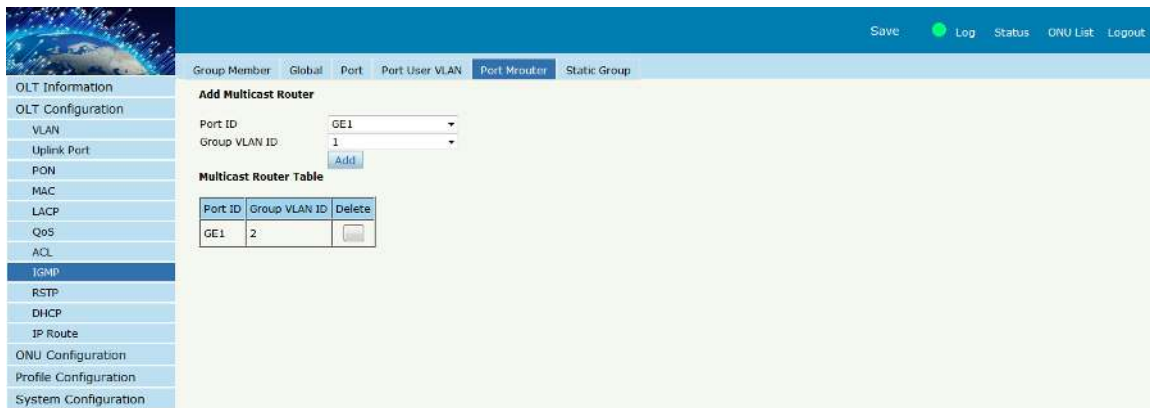 Save Log Status ONU List Logout
Group Member Global Port Port User VLAN Port Mrouter Static Group
OLT Information
OLT Configuration
VLAN
Uplink Port
PON
MAC
LACP
QoS
ACL
IGMP
RSTP
DHCP
IP Route
ONU Configuration
Profile Configuration
System Configuration
Add Multicast Router
Port ID GE1
Group VLAN ID 1
Add
Multicast Router Table
Port ID Group VLAN ID Delete
GE1 2